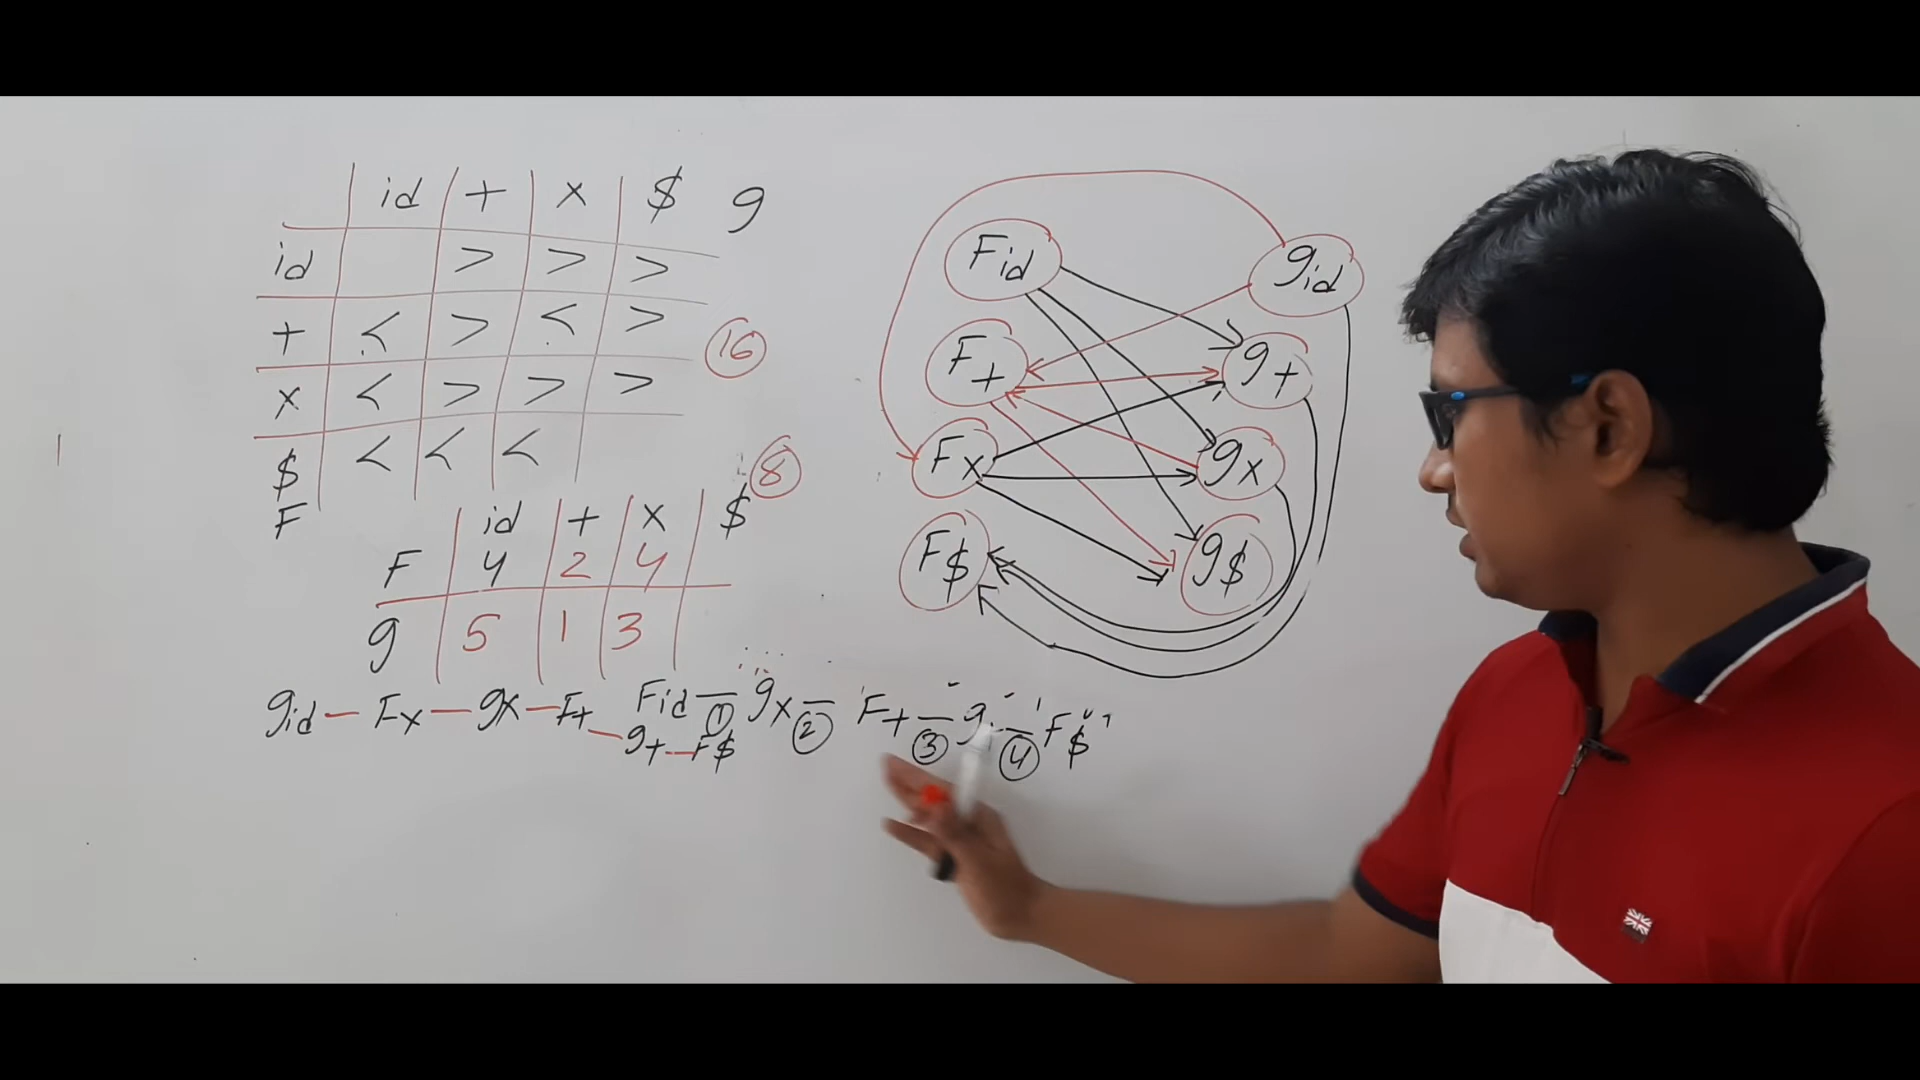 id + x $ g
id > > >
+ < > < >
16
x < > > >
$ < < <
8
F
id + x $
F 4 2 4
g 5 1 3
gid — Fx — gx — F+ — g+ — F$
Fid — ① gx — ② F+ — ③ g — ④ F$
Fid gid
F+ g+
Fx gx
F$ g$